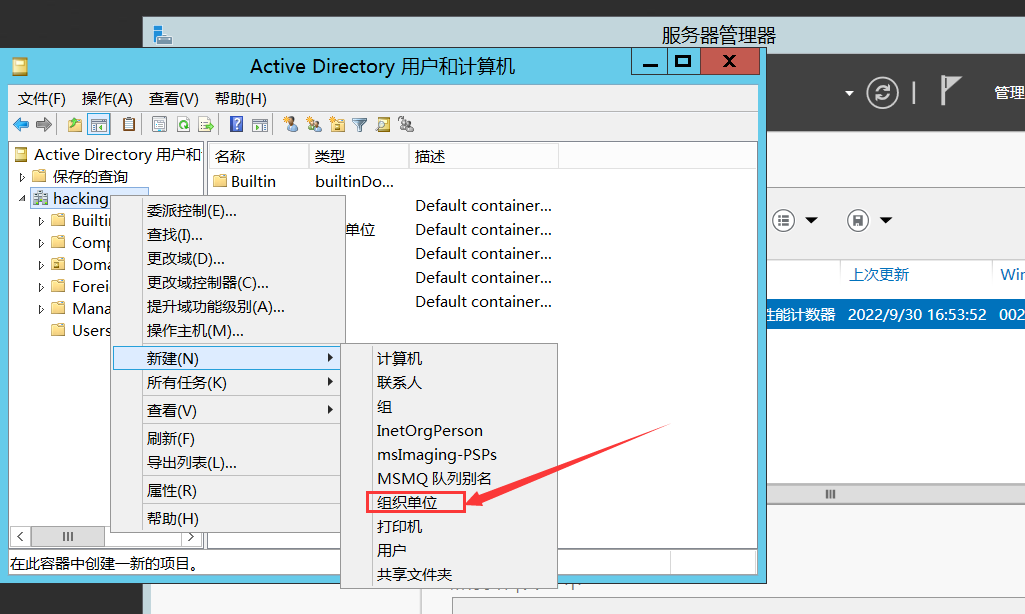 服务器管理器
Active Directory 用户和计算机
管理
文件(F) 操作(A) 查看(V) 帮助(H)
Active Directory 用户和
保存的查询
hacking
Builtin
Comp
Doma
Forei
Mana
Users
名称 类型 描述
Builtin builtinDo...
Default container...
单位 Default container...
Default container...
Default container...
Default container...
委派控制(E)...
查找(I)...
更改域(D)...
更改域控制器(C)...
提升域功能级别(A)...
操作主机(M)...
新建(N)
所有任务(K)
查看(V)
刷新(F)
导出列表(L)...
属性(R)
帮助(H)
计算机
联系人
组
InetOrgPerson
msImaging-PSPs
MSMQ 队列别名
组织单位
打印机
用户
共享文件夹
上次更新 Win
性能计数器 2022/9/30 16:53:52 002
在此容器中创建一新的项目。